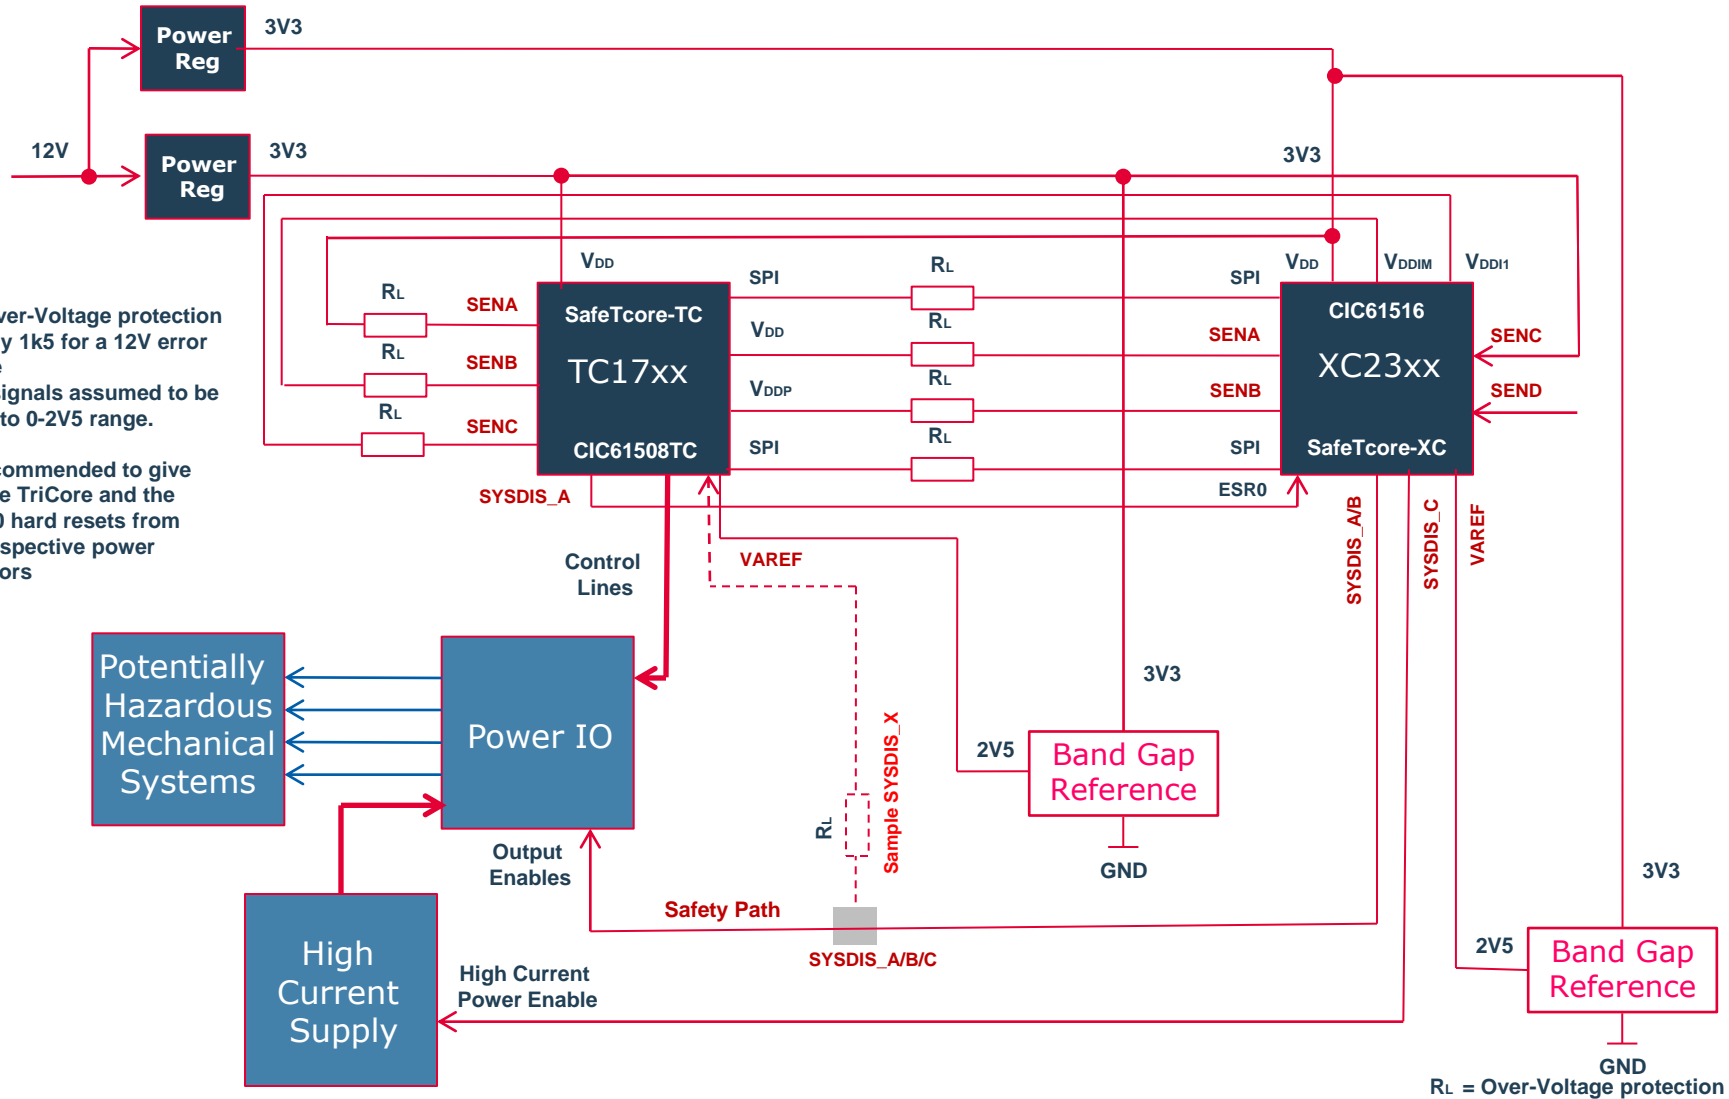 Power
Reg
3V3
12V
Power
Reg
3V3
3V3
VDD
SPI
RL
SPI
VDD
VDDIM
VDDI1
RL
SENA
SafeTcore-TC
CIC61516
ver-Voltage protection
y 1k5 for a 12V error
e
signals assumed to be
to 0-2V5 range.
VDD
RL
SENA
SENC
RL
SENB
TC17xx
XC23xx
VDDP
RL
SENB
SEND
RL
SENC
CIC61508TC
SPI
RL
SPI
SafeTcore-XC
commended to give
e TriCore and the
0 hard resets from
spective power
ors
SYSDIS_A
ESR0
SYSDIS_A/B
SYSDIS_C
VAREF
Control
Lines
VAREF
Potentially
Hazardous
Mechanical
Systems
Power IO
3V3
2V5
Band Gap
Reference
GND
RL
Sample SYSDIS_X
Output
Enables
Safety Path
SYSDIS_A/B/C
3V3
2V5
Band Gap
Reference
GND
High
Current
Supply
High Current
Power Enable
RL = Over-Voltage protection